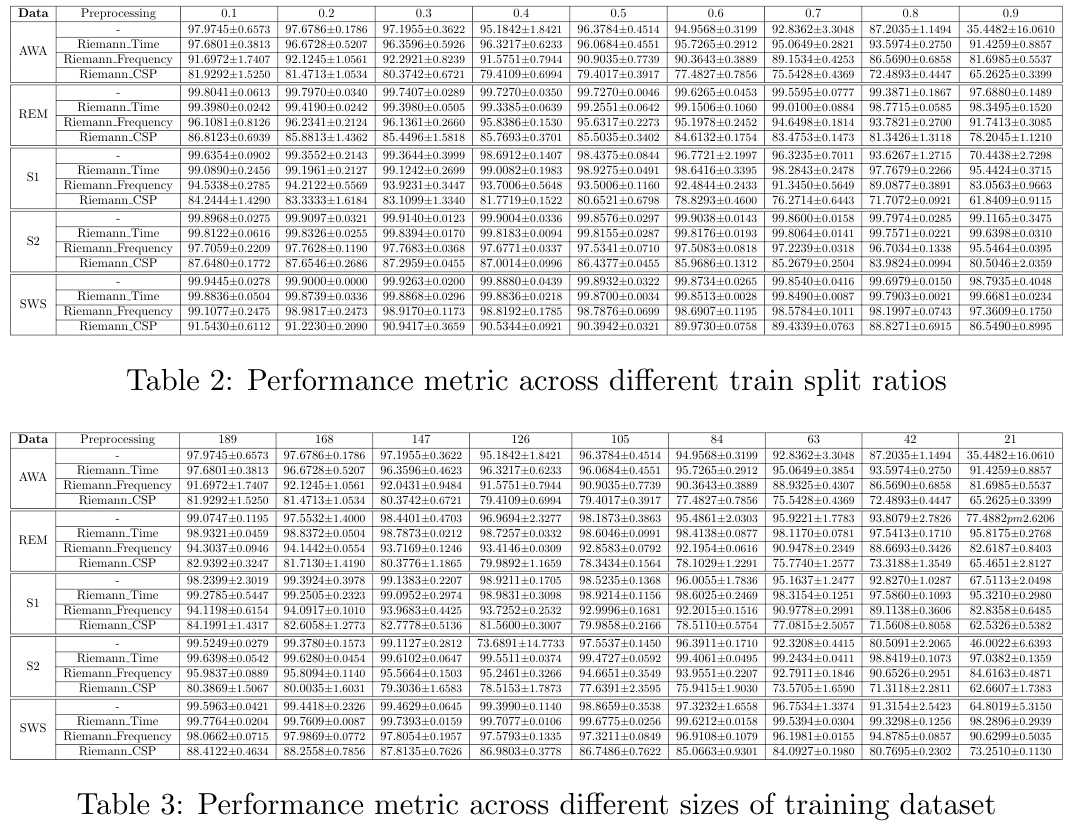 Data Preprocessing 0.1 0.2 0.3 0.4 0.5 0.6 0.7 0.8 0.9
AWA - 97.9745±0.6573 97.6786±0.1786 97.1955±0.3622 95.1842±1.8421 96.3784±0.4514 94.9568±0.3199 92.8362±3.3048 87.2035±1.1494 35.4482±16.0610
Riemann_Time 97.6801±0.3813 96.6728±0.5207 96.3596±0.5926 96.3217±0.6233 96.0684±0.4551 95.7265±0.2912 95.0649±0.2821 93.5974±0.2750 91.4259±0.8857
Riemann_Frequency 91.6972±1.7407 92.1245±1.0561 92.2921±0.8239 91.5751±0.7944 90.9035±0.7739 90.3643±0.3889 89.1534±0.4253 86.5690±0.6858 81.6985±0.5537
Riemann_CSP 81.9292±1.5250 81.4713±1.0534 80.3742±0.6721 79.4109±0.6994 79.4017±0.3917 77.4827±0.7856 75.5428±0.4369 72.4893±0.4447 65.2625±0.3399
REM - 99.8041±0.0613 99.7970±0.0340 99.7407±0.0289 99.7270±0.0350 99.7270±0.0046 99.6265±0.0453 99.5595±0.0777 99.3871±0.1867 97.6880±0.1489
Riemann_Time 99.3980±0.0242 99.4190±0.0242 99.3980±0.0505 99.3385±0.0639 99.2551±0.0642 99.1506±0.1060 99.0100±0.0884 98.7715±0.0585 98.3495±0.1520
Riemann_Frequency 96.1081±0.8126 96.2341±0.2124 96.1361±0.2660 95.8386±0.1530 95.6317±0.2273 95.1978±0.2452 94.6498±0.1814 93.7821±0.2700 91.7413±0.3085
Riemann_CSP 86.8123±0.6939 85.8813±1.4362 85.4496±1.5818 85.7693±0.3701 85.5035±0.3402 84.6132±0.1754 83.4753±0.1473 81.3426±1.3118 78.2045±1.1210
S1 - 99.6354±0.0902 99.3552±0.2143 99.3644±0.3999 98.6912±0.1407 98.4375±0.0844 96.7721±2.1997 96.3235±0.7011 93.6267±1.2715 70.4438±2.7298
Riemann_Time 99.0890±0.2456 99.1961±0.2127 99.1242±0.2699 99.0082±0.1983 98.9275±0.0491 98.6416±0.3395 98.2843±0.2478 97.7679±0.2266 95.4424±0.3715
Riemann_Frequency 94.5338±0.2785 94.2122±0.5569 93.9231±0.3447 93.7006±0.5648 93.5006±0.1160 92.4844±0.2433 91.3450±0.5649 89.0877±0.3891 83.0563±0.9663
Riemann_CSP 84.2444±1.4290 83.3333±1.6184 83.1099±1.3340 81.7719±0.1522 80.6521±0.6798 78.8293±0.4600 76.2714±0.6443 71.7072±0.0921 61.8409±0.9115
S2 - 99.8968±0.0275 99.9097±0.0321 99.9140±0.0123 99.9004±0.0336 99.8576±0.0297 99.9038±0.0143 99.8600±0.0158 99.7974±0.0285 99.1165±0.3475
Riemann_Time 99.8122±0.0616 99.8326±0.0255 99.8394±0.0170 99.8183±0.0094 99.8155±0.0287 99.8176±0.0193 99.8064±0.0141 99.7571±0.0221 99.6398±0.0310
Riemann_Frequency 97.7059±0.2209 97.7628±0.1190 97.7683±0.0368 97.6771±0.0337 97.5341±0.0710 97.5083±0.0818 97.2239±0.0318 96.7034±0.1338 95.5464±0.0395
Riemann_CSP 87.6480±0.1772 87.6546±0.2686 87.2959±0.0455 87.0014±0.0996 86.4377±0.0455 85.9686±0.1312 85.2679±0.2504 83.9824±0.0994 80.5046±2.0359
SWS - 99.9445±0.0278 99.9000±0.0000 99.9263±0.0200 99.8880±0.0439 99.8932±0.0322 99.8734±0.0265 99.8540±0.0416 99.6979±0.0150 98.7935±0.4048
Riemann_Time 99.8836±0.0504 99.8739±0.0336 99.8868±0.0296 99.8836±0.0218 99.8700±0.0034 99.8513±0.0028 99.8490±0.0087 99.7903±0.0021 99.6681±0.0234
Riemann_Frequency 99.1077±0.2475 98.9817±0.2473 98.9170±0.1173 98.8192±0.1785 98.7876±0.0699 98.6907±0.1195 98.5784±0.1011 98.1997±0.0743 97.3609±0.1750
Riemann_CSP 91.5430±0.6112 91.2230±0.2090 90.9417±0.3659 90.5344±0.0921 90.3942±0.0321 89.9730±0.0758 89.4339±0.0763 88.8271±0.6915 86.5490±0.8995
Table 2: Performance metric across different train split ratios
Data Preprocessing 189 168 147 126 105 84 63 42 21
AWA - 97.9745±0.6573 97.6786±0.1786 97.1955±0.3622 95.1842±1.8421 96.3784±0.4514 94.9568±0.3199 92.8362±3.3048 87.2035±1.1494 35.4482±16.0610
Riemann_Time 97.6801±0.3813 96.6728±0.5207 96.3596±0.4623 96.3217±0.6233 96.0684±0.4551 95.7265±0.2912 95.0649±0.3854 93.5974±0.2750 91.4259±0.8857
Riemann_Frequency 91.6972±1.7407 92.1245±1.0561 92.0431±0.9484 91.5751±0.7944 90.9035±0.7739 90.3643±0.3889 88.9325±0.4307 86.5690±0.6858 81.6985±0.5537
Riemann_CSP 81.9292±1.5250 81.4713±1.0534 80.3742±0.6721 79.4109±0.6994 79.4017±0.3917 77.4827±0.7856 75.5428±0.4369 72.4893±0.4447 65.2625±0.3399
REM - 99.0747±0.1195 97.5532±1.4000 98.4401±0.4703 96.9694±2.3277 98.1873±0.3863 95.4861±2.0303 95.9221±1.7783 93.8079±2.7826 77.4882pm2.6206
Riemann_Time 98.9321±0.0459 98.8372±0.0504 98.7873±0.0212 98.7257±0.0332 98.6046±0.0991 98.4138±0.0877 98.1170±0.0781 97.5413±0.1710 95.8175±0.2768
Riemann_Frequency 94.3037±0.0946 94.1442±0.0554 93.7169±0.1246 93.4146±0.0309 92.8583±0.0792 92.1954±0.0616 90.9478±0.2349 88.6693±0.3426 82.6187±0.8403
Riemann_CSP 82.9392±0.3247 81.7130±1.4190 80.3776±1.1865 79.9892±1.1659 78.3434±0.1564 78.1029±1.2291 75.7740±1.2577 73.3188±1.3549 65.4651±2.8127
S1 - 98.2399±2.3019 99.3924±0.3978 99.1383±0.2207 98.9211±0.1705 98.5235±0.1368 96.0055±1.7836 95.1637±1.2477 92.8270±1.0287 67.5113±2.0498
Riemann_Time 99.2785±0.5447 99.2505±0.2323 99.0952±0.2974 98.9831±0.3098 98.9214±0.1156 98.6025±0.2469 98.3154±0.1251 97.5860±0.1093 95.3210±0.2980
Riemann_Frequency 94.1198±0.6154 94.0917±0.1010 93.9683±0.4425 93.7252±0.2532 92.9996±0.1681 92.2015±0.1516 90.9778±0.2991 89.1138±0.3606 82.8358±0.6485
Riemann_CSP 84.1991±1.4317 82.6058±1.2773 82.7778±0.5136 81.5600±0.3007 79.9858±0.2166 78.5110±0.5754 77.0815±2.5057 71.5608±0.8058 62.5326±0.5382
S2 - 99.5249±0.0279 99.3780±0.1573 99.1127±0.2812 73.6891±14.7733 97.5537±0.1450 96.3911±0.1710 92.3208±0.4415 80.5091±2.2065 46.0022±6.6393
Riemann_Time 99.6398±0.0542 99.6280±0.0454 99.6102±0.0647 99.5511±0.0374 99.4727±0.0592 99.4061±0.0495 99.2434±0.0411 98.8419±0.1073 97.0382±0.1359
Riemann_Frequency 95.9837±0.0889 95.8094±0.1140 95.5664±0.1503 95.2461±0.3266 94.6651±0.3549 93.9551±0.2207 92.7911±0.1846 90.6526±0.2951 84.6163±0.4871
Riemann_CSP 80.3869±1.5067 80.0035±1.6031 79.3036±1.6583 78.5153±1.7873 77.6391±2.3595 75.9415±1.9030 73.5705±1.6590 71.3118±2.2811 62.6607±1.7383
SWS - 99.5963±0.0421 99.4418±0.2326 99.4629±0.0645 99.3990±0.1140 98.8659±0.3538 97.3232±1.6558 96.7534±1.3374 91.3154±2.5423 64.8019±5.3150
Riemann_Time 99.7764±0.0204 99.7609±0.0087 99.7393±0.0159 99.7077±0.0106 99.6775±0.0256 99.6212±0.0158 99.5394±0.0304 99.3298±0.1256 98.2896±0.2939
Riemann_Frequency 98.0662±0.0715 97.9869±0.0772 97.8054±0.1957 97.5793±0.1335 97.3211±0.0849 96.9108±0.1079 96.1981±0.0155 94.8785±0.0857 90.6299±0.5035
Riemann_CSP 88.4122±0.4634 88.2558±0.7856 87.8135±0.7626 86.9803±0.3778 86.7486±0.7622 85.0663±0.9301 84.0927±0.1980 80.7695±0.2302 73.2510±0.1130
Table 3: Performance metric across different sizes of training dataset